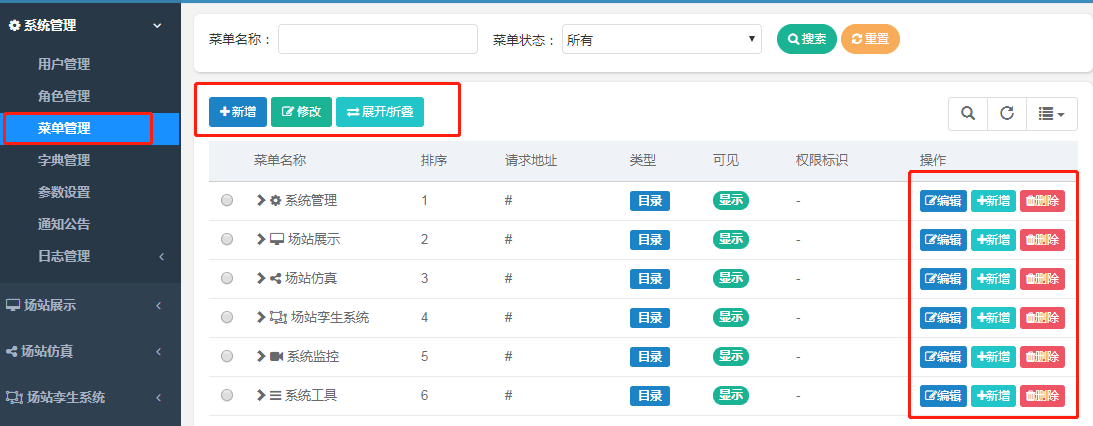 系统管理
用户管理
角色管理
菜单管理
字典管理
参数设置
通知公告
日志管理
场站展示
场站仿真
场站孪生系统
菜单名称： 菜单状态： 所有 搜索 重置
新增 修改 展开/折叠
菜单名称 排序 请求地址 类型 可见 权限标识 操作
系统管理 1 # 目录 显示 - 编辑 新增 删除
场站展示 2 # 目录 显示 - 编辑 新增 删除
场站仿真 3 # 目录 显示 - 编辑 新增 删除
场站孪生系统 4 # 目录 显示 - 编辑 新增 删除
系统监控 5 # 目录 显示 - 编辑 新增 删除
系统工具 6 # 目录 显示 - 编辑 新增 删除